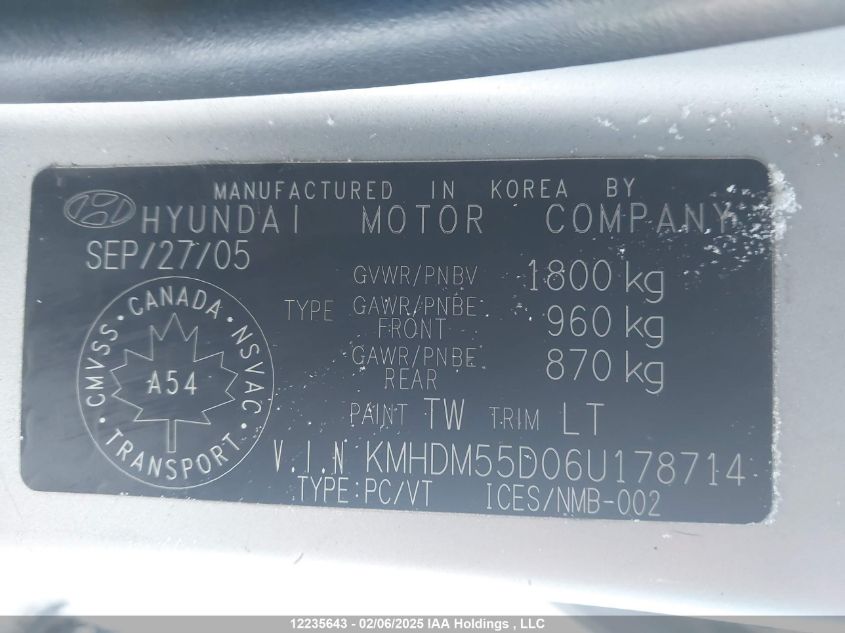 MANUFACTURED IN KOREA BY
HYUNDAI MOTOR COMPANY
SEP/27/05
GVWR/PNBV 1800 kg
TYPE GAWR/PNBE FRONT 960 kg
GAWR/PNBE REAR 870 kg
CANADA
CMVSS NSVAC
A54
TRANSPORT
PAINT TW TRIM LT
V.I.N KMHDM55D06U178714
TYPE:PC/VT ICES/NMB-002
12235643 - 02/06/2025 IAA Holdings , LLC